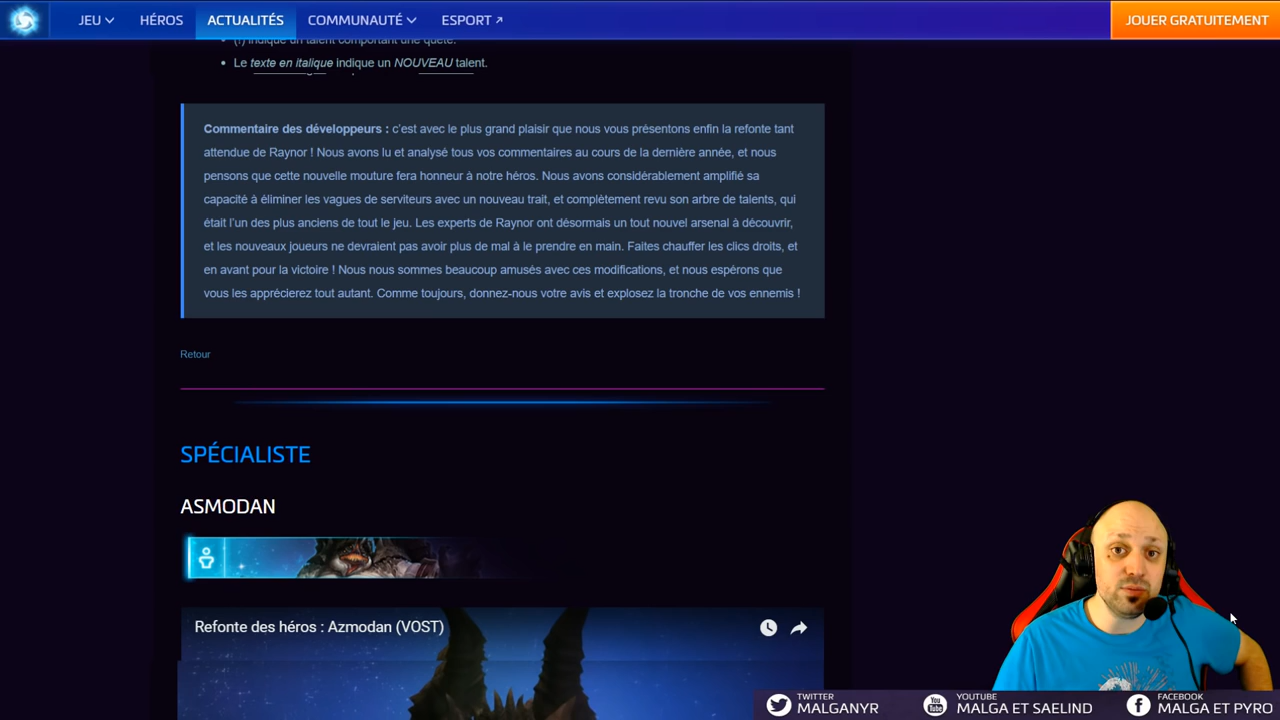 JEU HÉROS ACTUALITÉS COMMUNAUTÉ ESPORT JOUER GRATUITEMENT
(!) indique un talent comportant une quête.
Le texte en italique indique un NOUVEAU talent.
Commentaire des développeurs : c'est avec le plus grand plaisir que nous vous présentons enfin la refonte tant
attendue de Raynor ! Nous avons lu et analysé tous vos commentaires au cours de la dernière année, et nous
pensons que cette nouvelle mouture fera honneur à notre héros. Nous avons considérablement amplifié sa
capacité à éliminer les vagues de serviteurs avec un nouveau trait, et complètement revu son arbre de talents, qui
était l'un des plus anciens de tout le jeu. Les experts de Raynor ont désormais un tout nouvel arsenal à découvrir,
et les nouveaux joueurs ne devraient pas avoir plus de mal à le prendre en main. Faites chauffer les clics droits, et
en avant pour la victoire ! Nous nous sommes beaucoup amusés avec ces modifications, et nous espérons que
vous les apprécierez tout autant. Comme toujours, donnez-nous votre avis et explosez la tronche de vos ennemis !
Retour
SPÉCIALISTE
ASMODAN
Refonte des héros : Azmodan (VOST)
TWITTER
MALGANYR
YOUTUBE
MALGA ET SAELIND
FACEBOOK
MALGA ET PYRO